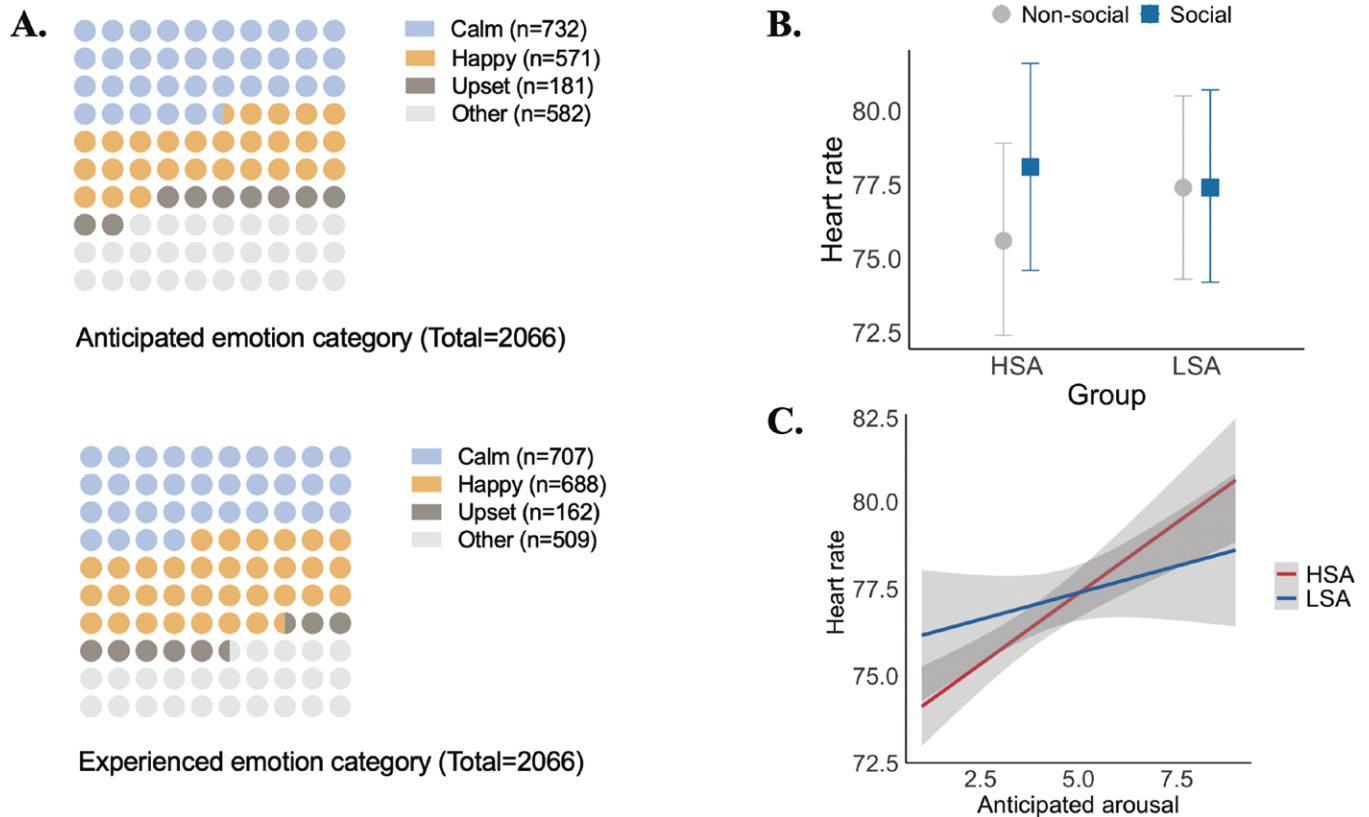 A.
Calm (n=732)
Happy (n=571)
Upset (n=181)
Other (n=582)
Anticipated emotion category (Total=2066)
Calm (n=707)
Happy (n=688)
Upset (n=162)
Other (n=509)
Experienced emotion category (Total=2066)
B.
Non-social Social
Heart rate
80.0
77.5
75.0
72.5
HSA LSA
Group
C.
Heart rate
82.5
80.0
77.5
75.0
72.5
2.5 5.0 7.5
Anticipated arousal
HSA
LSA